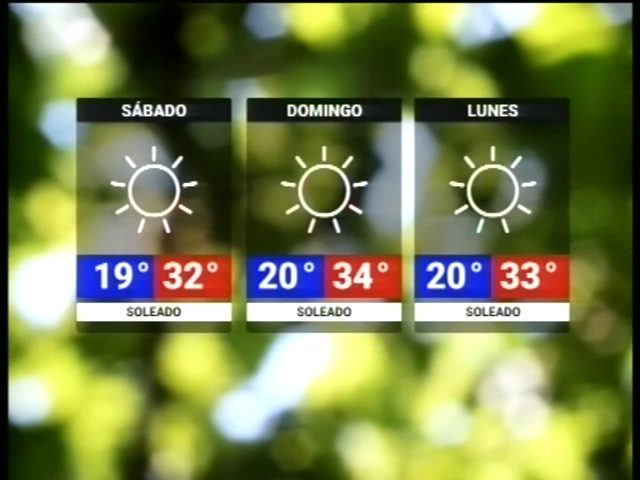 SÁBADO
19° 32°
SOLEADO
DOMINGO
20° 34°
SOLEADO
LUNES
20° 33°
SOLEADO